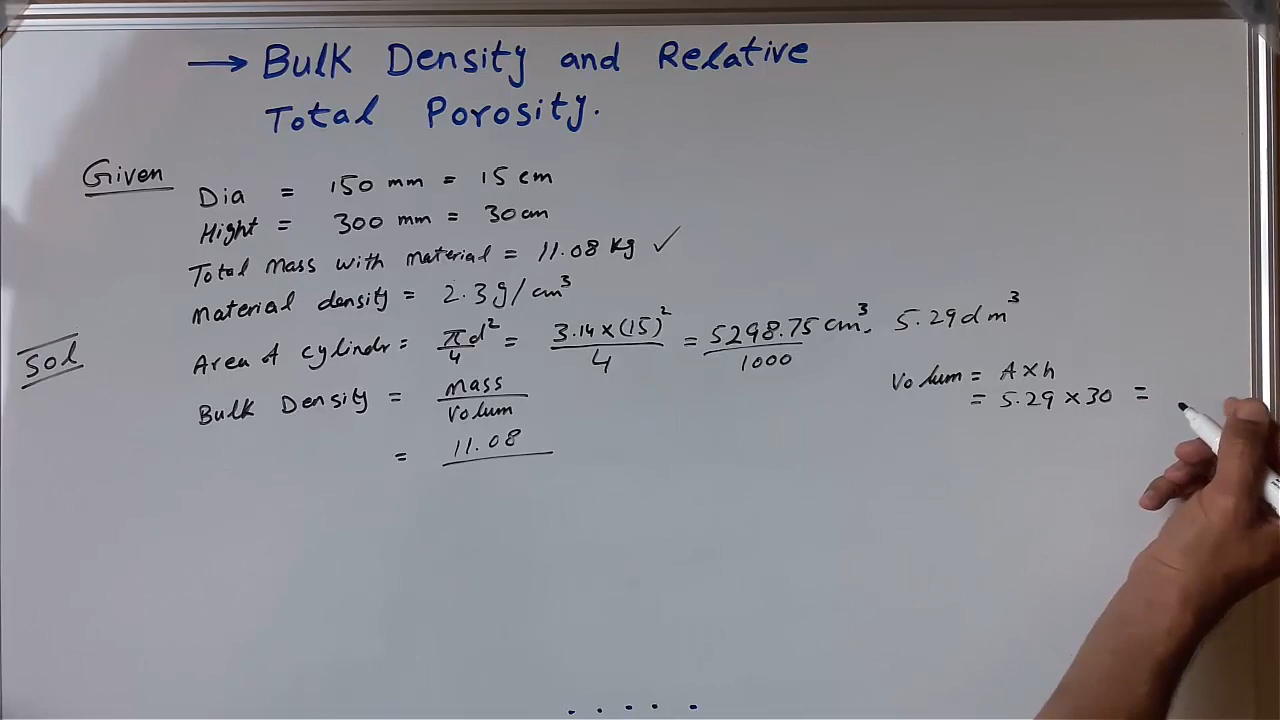 → Bulk Density and Relative
Total Porosity.
Given
Dia = 150 mm = 15 cm
Hight = 300 mm = 30 cm
Total Mass with material = 11.08 kg ✓
Material density = 2.3 g/cm³
Sol
Area of cylindr = πd²/4 = 3.14×(15)²/4 = 5298.75 cm³/1000. 5.29 dm³
Bulk Density = Mass/Volum
= 11.08
Volum = A×h
= 5.29 × 30 =